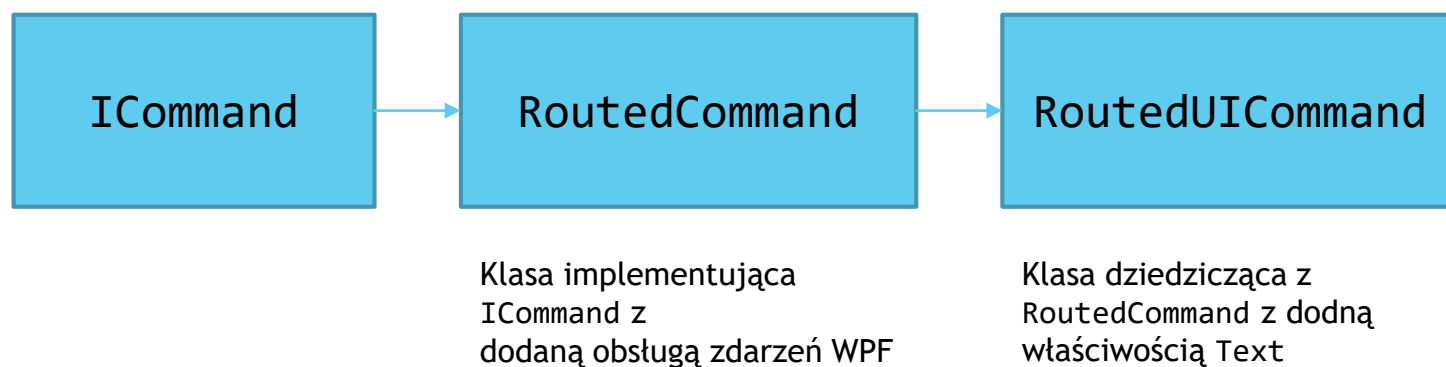 ICommand
RoutedCommand
RoutedUICommand
Klasa implementująca
ICommand z
dodaną obsługą zdarzeń WPF
Klasa dziedzicząca z
RoutedCommand z dodną
właściwością Text